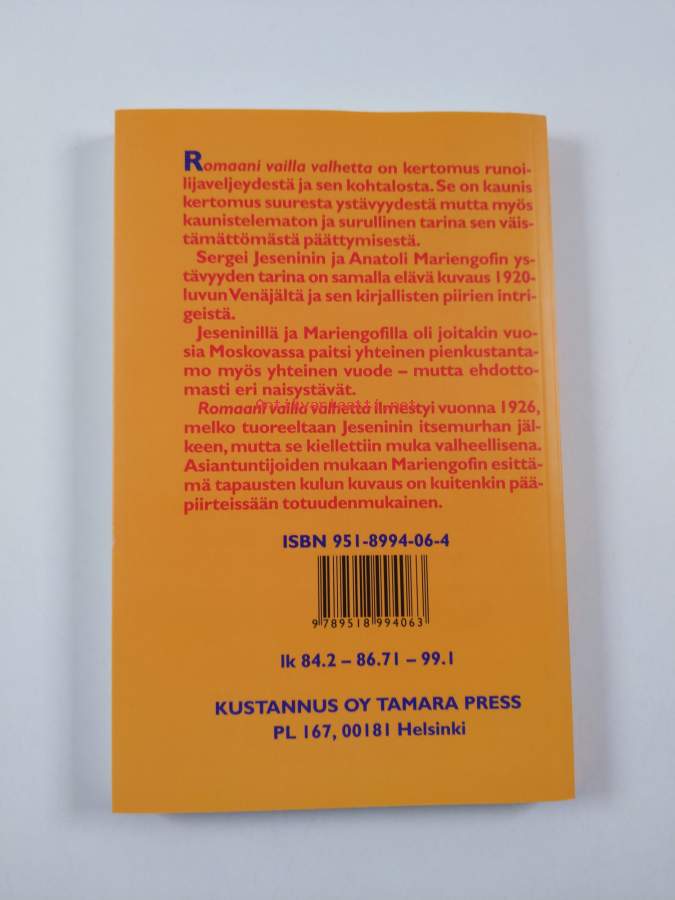 Romaani vailla valhetta on kertomus runoi-
lijaveljeydestä ja sen kohtalosta. Se on kaunis
kertomus suuresta ystävyydestä mutta myös
kaunistelematon ja surullinen tarina sen väis-
tämättömästä päättymisestä.
Sergei Jeseninin ja Anatoli Mariengofin ys-
tävyyden tarina on samalla elävä kuvaus 1920-
luvun Venäjältä ja sen kirjallisten piirien intri-
geistä.
Jeseninillä ja Mariengofilla oli joitakin vuo-
sia Moskovassa paitsi yhteinen pienkustanta-
mo myös yhteinen vuode – mutta ehdotto-
masti eri naisystävät.
Romaani vailla valhetta ilmestyi vuonna 1926,
melko tuoreeltaan Jeseninin itsemurhan jäl-
keen, mutta se kiellettiin muka valheellisena.
Asiantuntijoiden mukaan Mariengofin esittä-
mä tapausten kulun kuvaus on kuitenkin pää-
piirteissään totuudenmukainen.
ISBN 951-8994-06-4
9 789518 994063
lk 84.2 – 86.71 – 99.1
KUSTANNUS OY TAMARA PRESS
PL 167, 00181 Helsinki